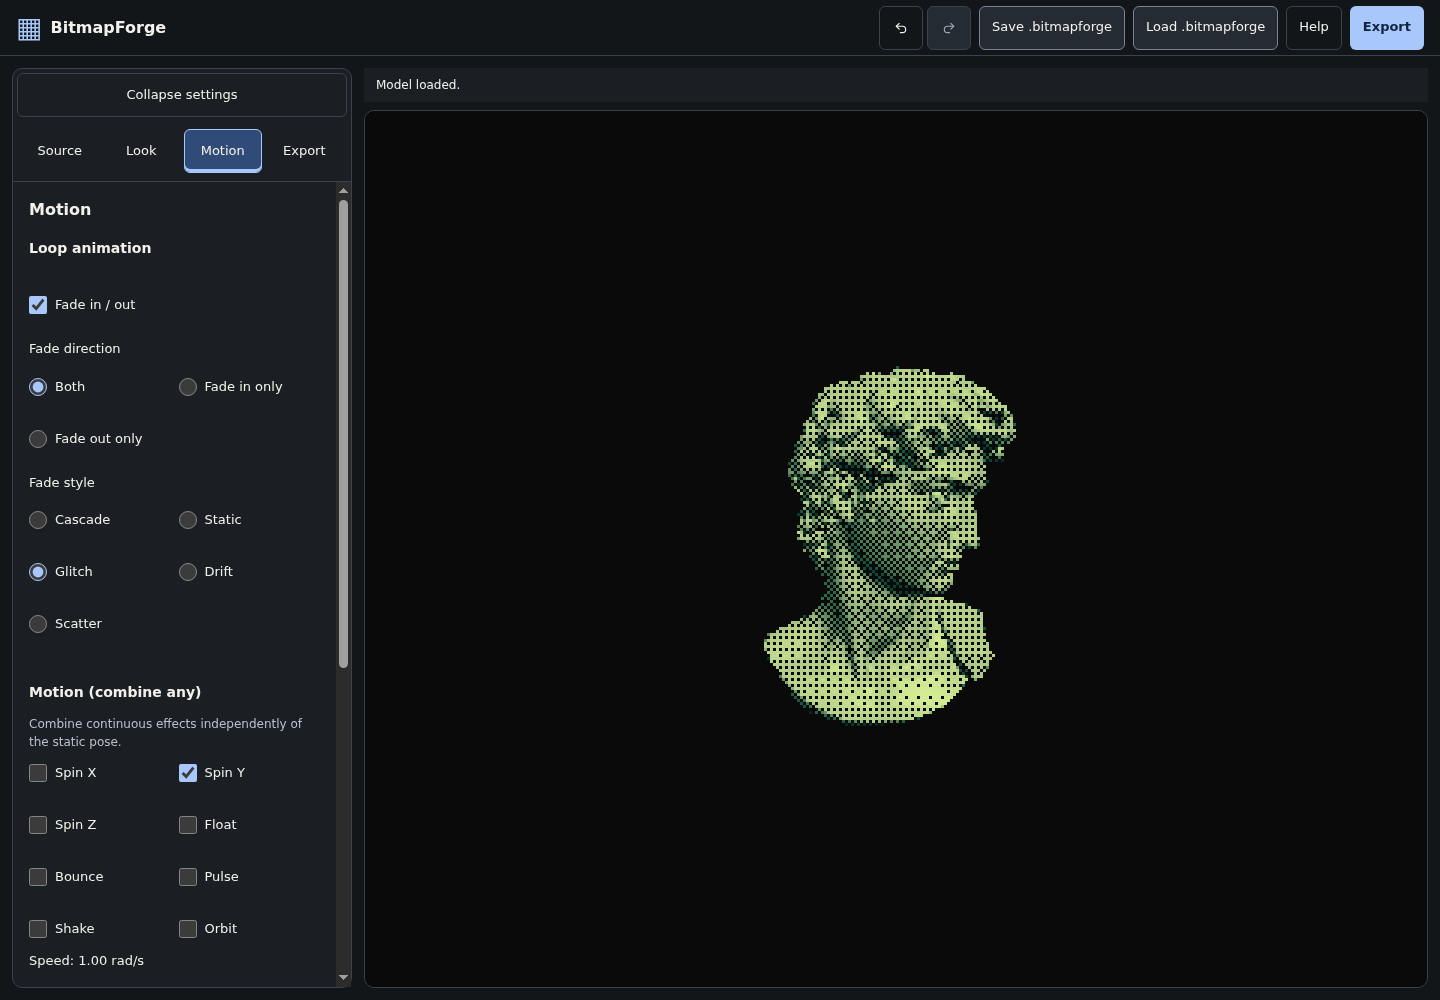 BitmapForge
Save .bitmapforge
Load .bitmapforge
Help
Export
Collapse settings
Source
Look
Motion
Export
Motion
Loop animation
Fade in / out
Fade direction
Both
Fade in only
Fade out only
Fade style
Cascade
Static
Glitch
Drift
Scatter
Motion (combine any)
Combine continuous effects independently of
the static pose.
Spin X
Spin Y
Spin Z
Float
Bounce
Pulse
Shake
Orbit
Speed: 1.00 rad/s
Model loaded.